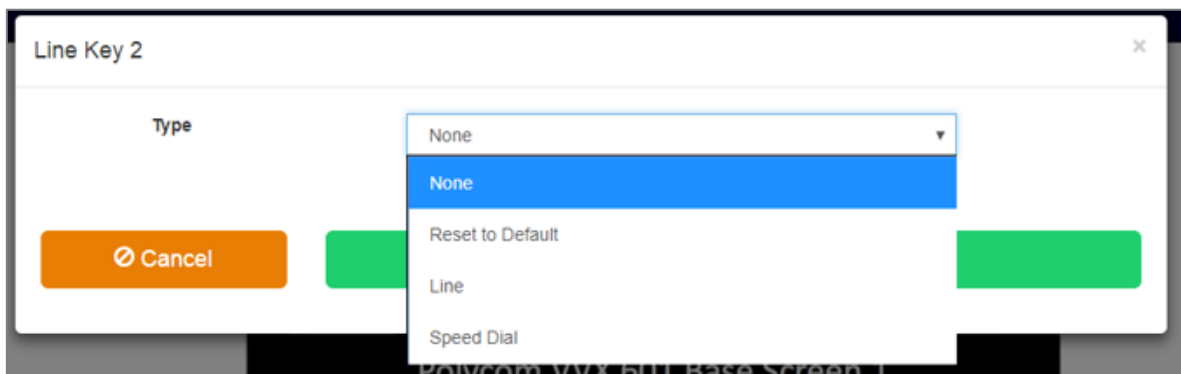 Line Key 2
×
Type
None
None
Reset to Default
Line
Speed Dial
Cancel
Polycom VVX 601 Base Screen 1